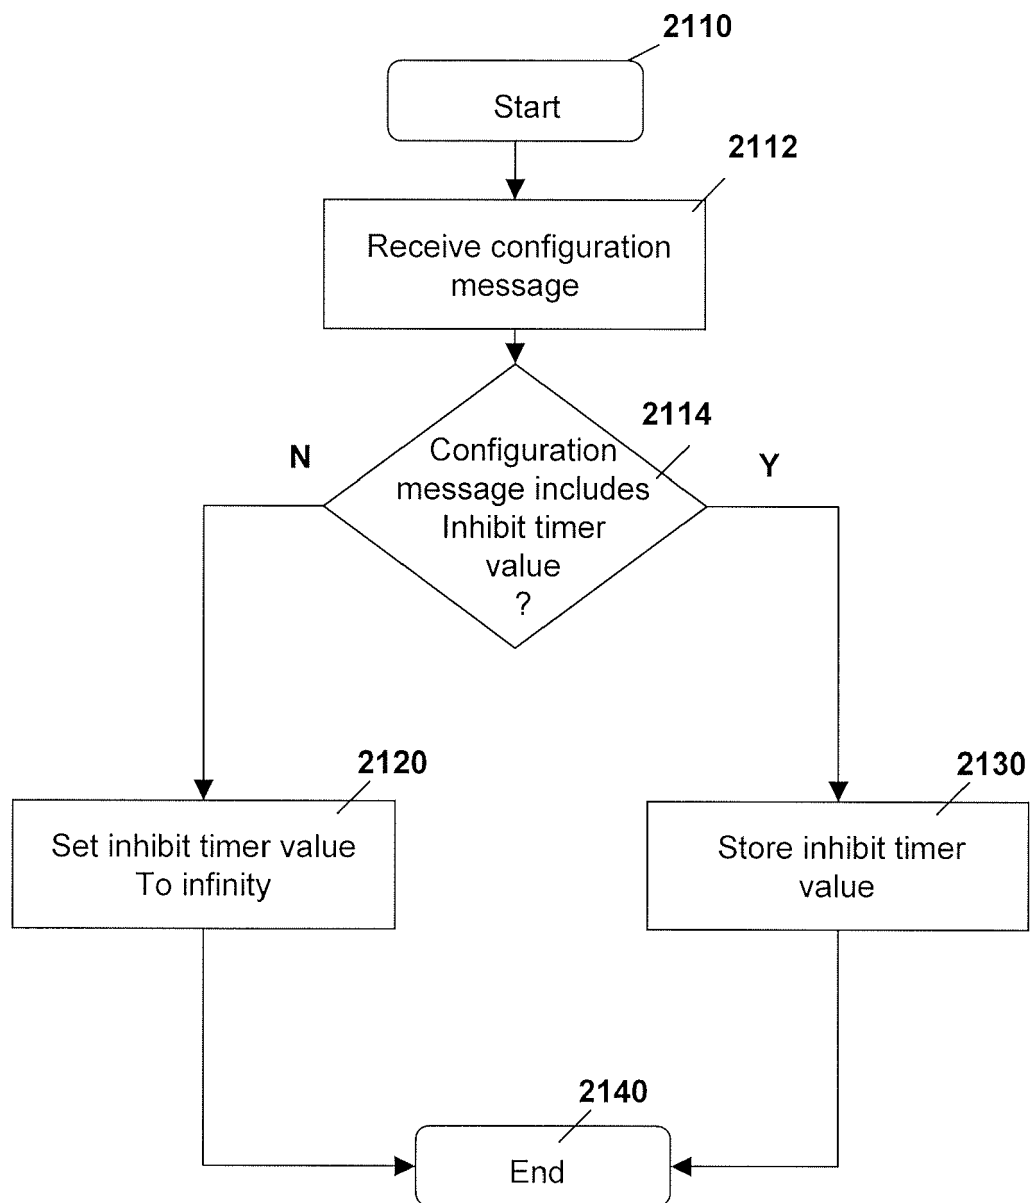 2110
Start
2112
Receive configuration
message
2114
N
Y
Configuration
message includes
Inhibit timer
value
?
2120
2130
Set inhibit timer value
To infinity
Store inhibit timer
value
2140
End